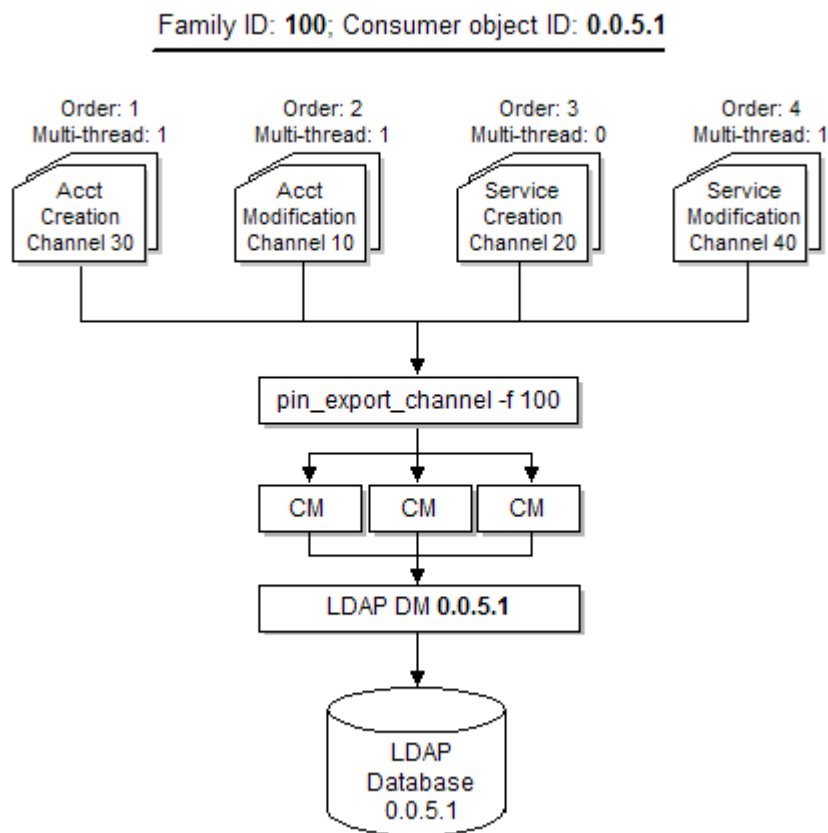 Family ID: 100; Consumer object ID: 0.0.5.1
Order: 1
Multi-thread: 1
Order: 2
Multi-thread: 1
Order: 3
Multi-thread: 0
Order: 4
Multi-thread: 1
Acct
Creation
Channel 30
Acct
Modification
Channel 10
Service
Creation
Channel 20
Service
Modification
Channel 40
pin_export_channel -f 100
CM
CM
CM
LDAP DM 0.0.5.1
LDAP
Database
0.0.5.1